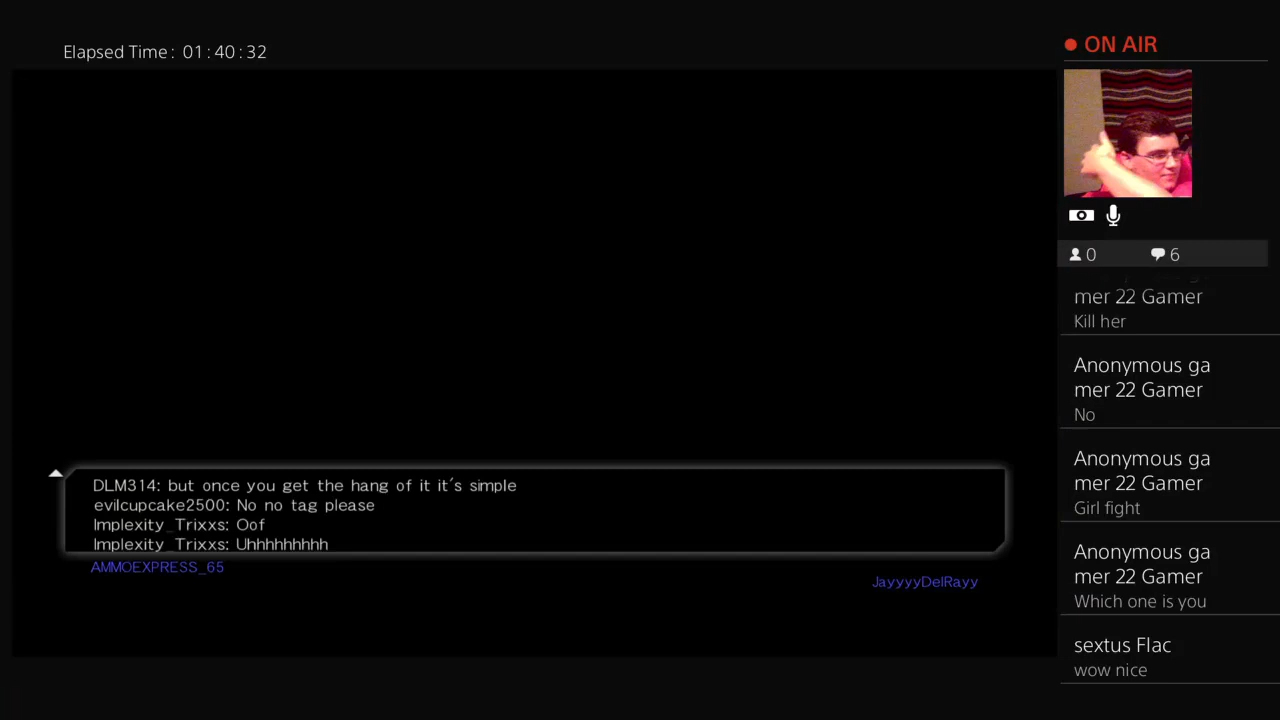 Elapsed Time: 01:40:32
ON AIR
0
6
mer 22 Gamer
Kill her
Anonymous ga
mer 22 Gamer
No
Anonymous ga
mer 22 Gamer
Girl fight
Anonymous ga
mer 22 Gamer
Which one is you
sextus Flac
wow nice
DLM314: but once you get the hang of it it's simple
evilcupcake2500: No no tag please
Implexity_Trixxs: Oof
Implexity_Trixxs: Uhhhhhhhhh
AMMOEXPRESS_65
JayyyyDelRayy